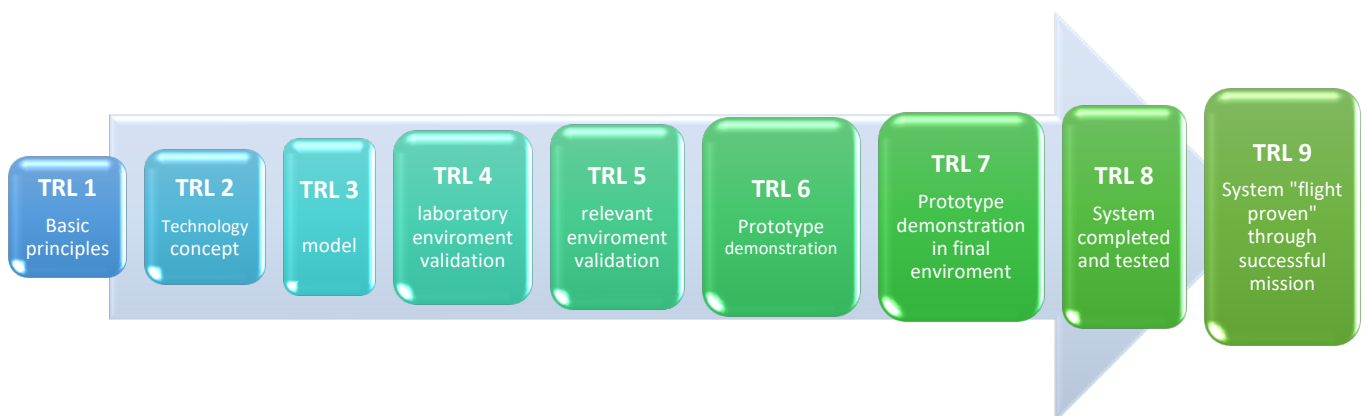 TRL 1
Basic
principles
TRL 2
Technology
concept
TRL 3
model
TRL 4
laboratory
enviroment
validation
TRL 5
relevant
enviroment
validation
TRL 6
Prototype
demonstration
TRL 7
Prototype
demonstration
in final
enviroment
TRL 8
System
completed
and tested
TRL 9
System "flight
proven"
through
successful
mission